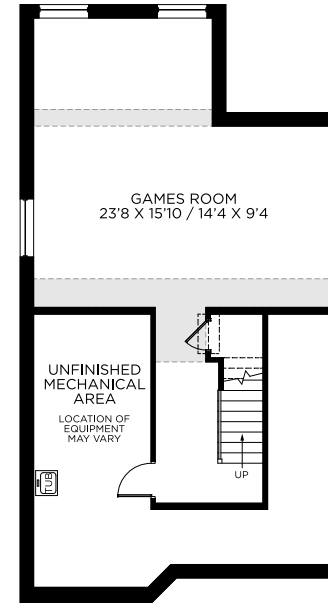 GAMES ROOM
23'8 X 15'10 / 14'4 X 9'4
UNFINISHED
MECHANICAL
AREA
LOCATION OF
EQUIPMENT
MAY VARY
TUB
UP